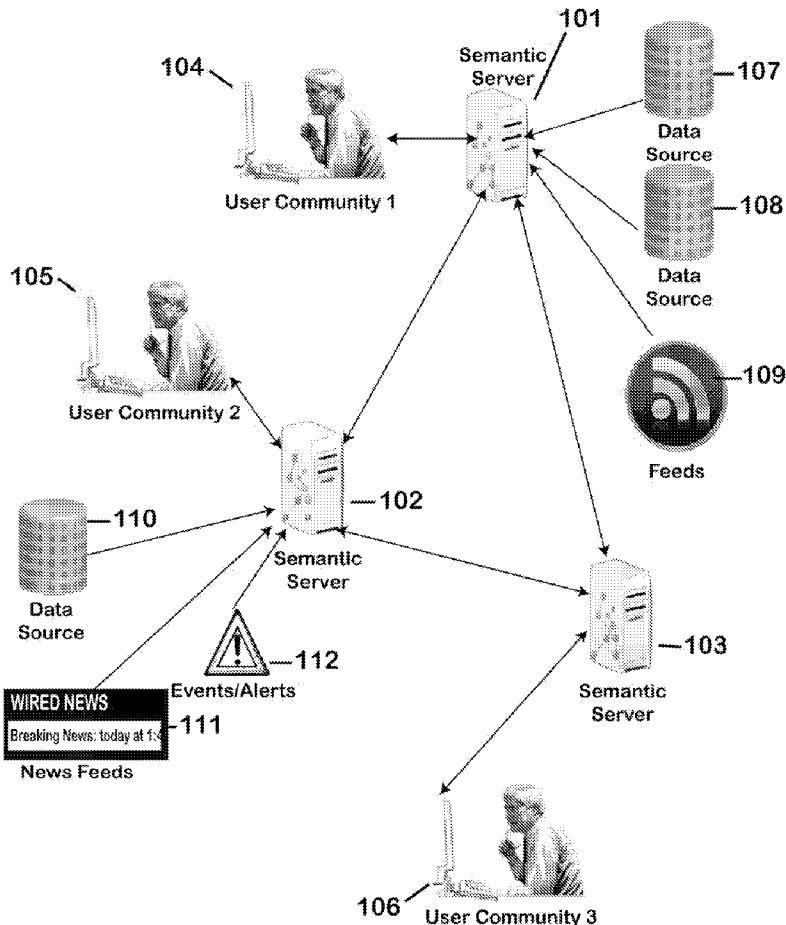 101
Semantic
Server
104
107
Data
Source
User Community 1
108
Data
Source
105
109
Feeds
User Community 2
102
Semantic
Server
110
Data
Source
112
Events/Alerts
103
Semantic
Server
WIRED NEWS
Breaking News: today at 1:4
111
News Feeds
106
User Community 3